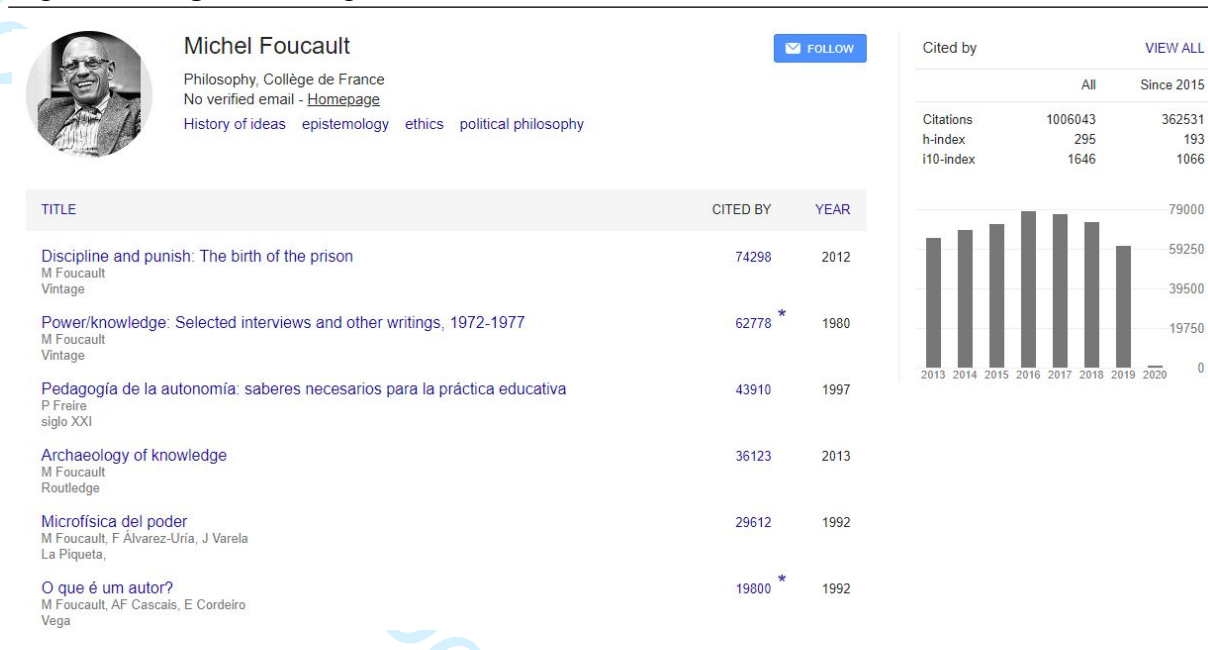 Michel Foucault
FOLLOW
Philosophy, Collège de France
No verified email - Homepage
History of ideas epistemology ethics political philosophy
TITLE CITED BY YEAR
Discipline and punish: The birth of the prison 74298 2012
M Foucault
Vintage
Power/knowledge: Selected interviews and other writings, 1972-1977 62778 * 1980
M Foucault
Vintage
Pedagogía de la autonomía: saberes necesarios para la práctica educativa 43910 1997
P Freire
siglo XXI
Archaeology of knowledge 36123 2013
M Foucault
Routledge
Microfísica del poder 29612 1992
M Foucault, F Álvarez-Uría, J Varela
La Piqueta,
O que é um autor? 19800 * 1992
M Foucault, AF Cascais, E Cordeiro
Vega
Cited by VIEW ALL
All Since 2015
Citations 1006043 362531
h-index 295 193
i10-index 1646 1066
79000
59250
39500
19750
0
2013 2014 2015 2016 2017 2018 2019 2020